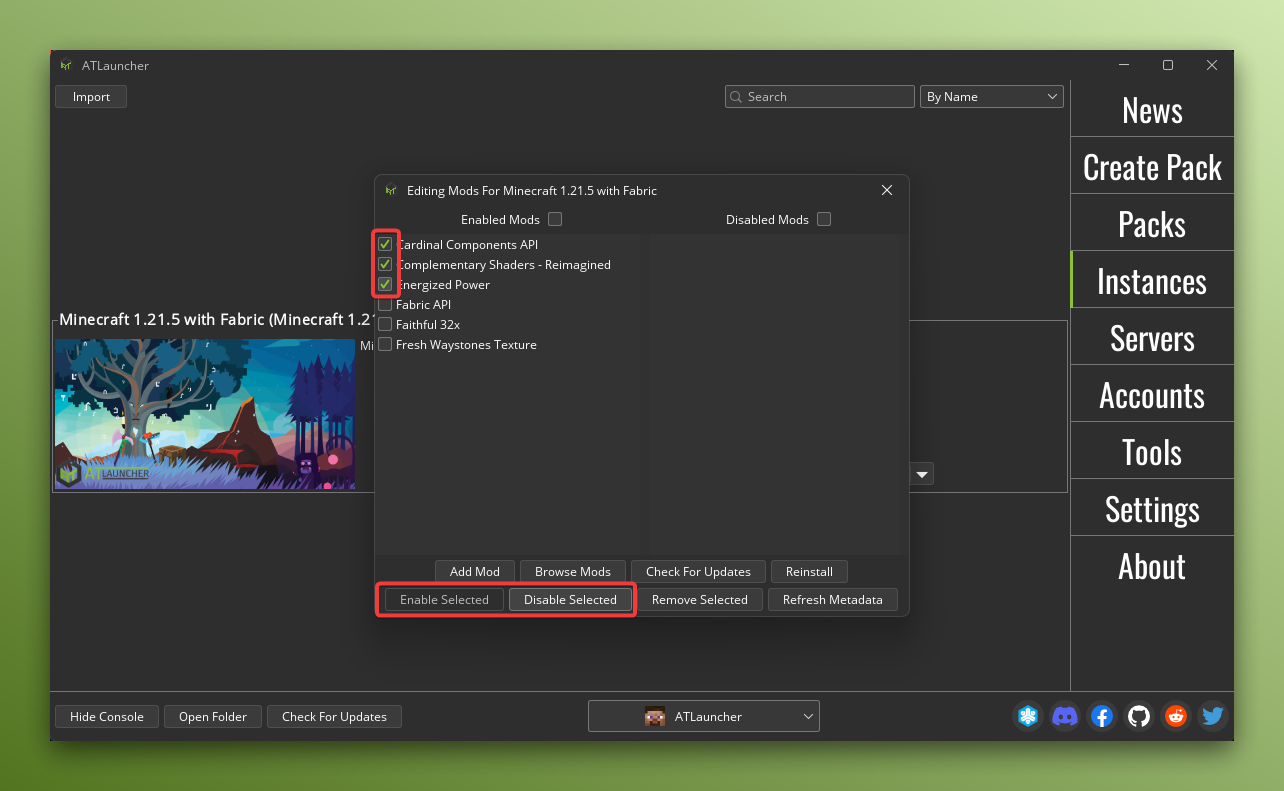 ATLauncher
Import
Search
By Name
News
Create Pack
Packs
Instances
Servers
Accounts
Tools
Settings
About
Editing Mods For Minecraft 1.21.5 with Fabric
Enabled Mods
Disabled Mods
Cardinal Components API
Complementary Shaders - Reimagined
Energized Power
Fabric API
Faithful 32x
Fresh Waystones Texture
Minecraft 1.21.5 with Fabric (Minecraft 1.21
Mi
ATLAUNCHER
Add Mod
Browse Mods
Check For Updates
Reinstall
Enable Selected
Disable Selected
Remove Selected
Refresh Metadata
Hide Console
Open Folder
Check For Updates
ATLauncher